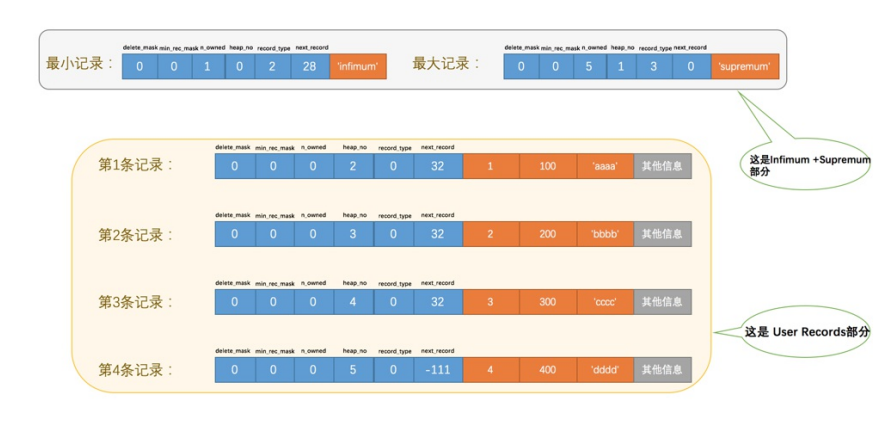 delete_mask min_rec_mask n_owned heap_no record_type next_record
最小记录： 0 0 1 0 2 28 'infimum'
delete_mask min_rec_mask n_owned heap_no record_type next_record
最大记录： 0 0 5 1 3 0 'supremum'
这是Infimum +Supremum
部分
delete_mask min_rec_mask n_owned heap_no record_type next_record
第1条记录： 0 0 0 2 0 32 1 100 'aaaa' 其他信息
delete_mask min_rec_mask n_owned heap_no record_type next_record
第2条记录： 0 0 0 3 0 32 2 200 'bbbb' 其他信息
delete_mask min_rec_mask n_owned heap_no record_type next_record
第3条记录： 0 0 0 4 0 32 3 300 'cccc' 其他信息
这是 User Records部分
delete_mask min_rec_mask n_owned heap_no record_type next_record
第4条记录： 0 0 0 5 0 -111 4 400 'dddd' 其他信息